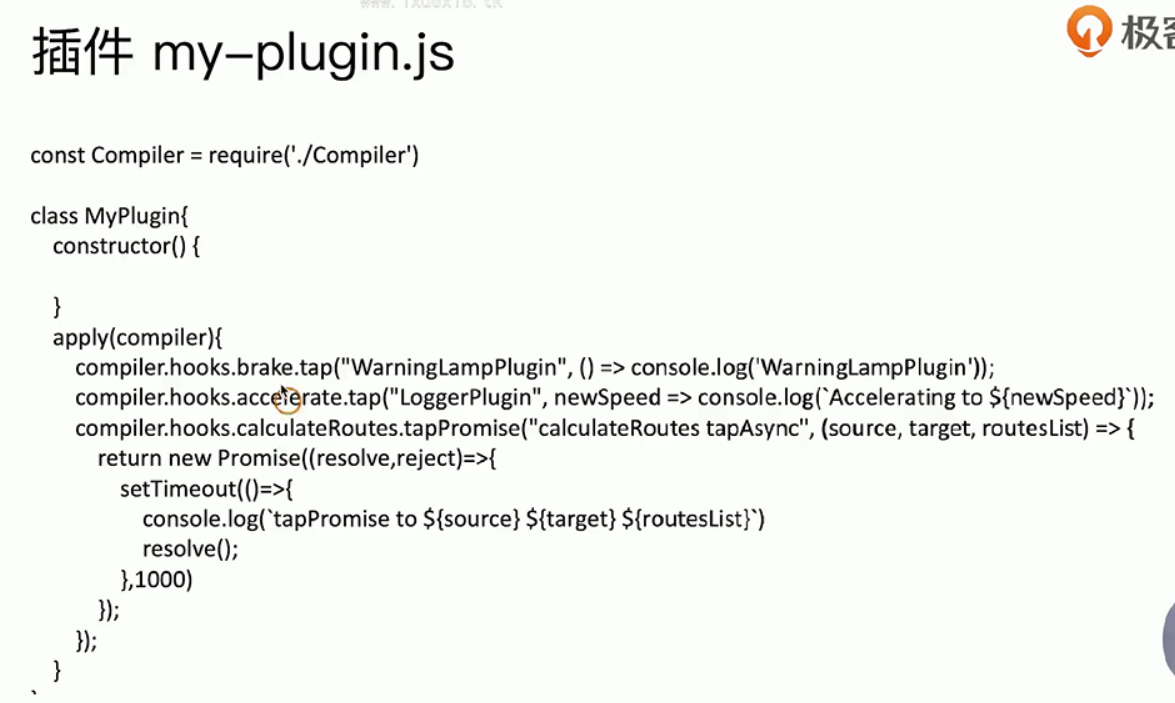 插件 my-plugin.js
极客
const Compiler = require('./Compiler')
class MyPlugin{
constructor() {
}
apply(compiler){
compiler.hooks.brake.tap("WarningLampPlugin", () => console.log('WarningLampPlugin'));
compiler.hooks.accelerate.tap("LoggerPlugin", newSpeed => console.log(`Accelerating to ${newSpeed}`));
compiler.hooks.calculateRoutes.tapPromise("calculateRoutes tapAsync", (source, target, routesList) => {
return new Promise((resolve,reject)=>{
setTimeout(()=>{
console.log(`tapPromise to ${source} ${target} ${routesList}`)
resolve();
},1000)
});
});
}